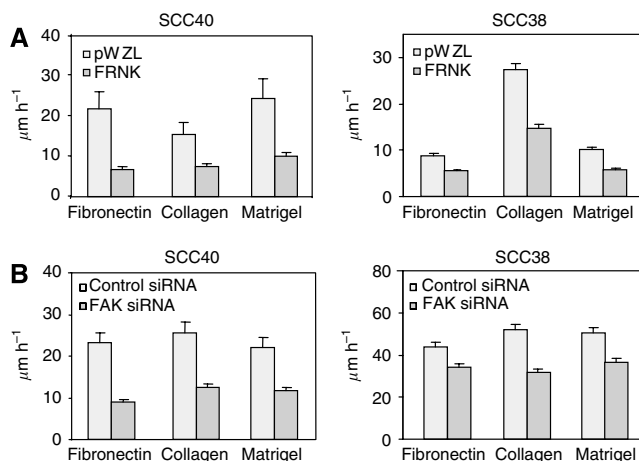 A
SCC40
pWZL
FRNK
40
30
20
10
0
µm h⁻¹
Fibronectin Collagen Matrigel
SCC38
pWZL
FRNK
30
20
10
0
µm h⁻¹
Fibronectin Collagen Matrigel
B
SCC40
Control siRNA
FAK siRNA
40
30
20
10
0
µm h⁻¹
Fibronectin Collagen Matrigel
SCC38
Control siRNA
FAK siRNA
80
60
40
20
0
µm h⁻¹
Fibronectin Collagen Matrigel